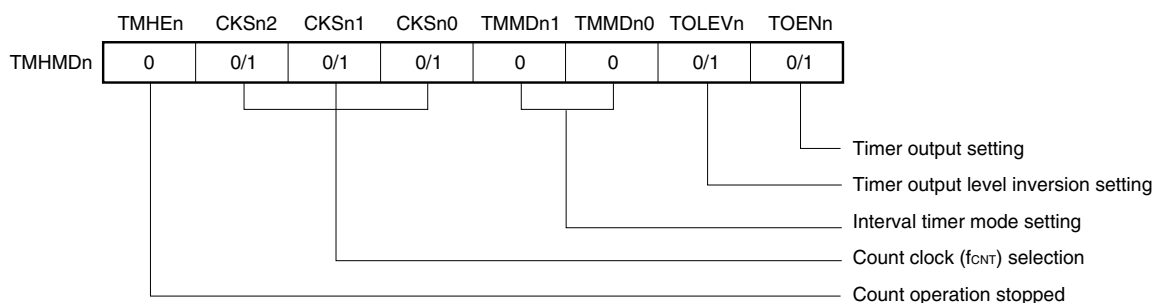 TMHEn CKSn2 CKSn1 CKSn0 TMMDn1 TMMDn0 TOLEVn TOENn
TMHMDn 0 0/1 0/1 0/1 0 0 0/1 0/1
Timer output setting
Timer output level inversion setting
Interval timer mode setting
Count clock (fCNT) selection
Count operation stopped